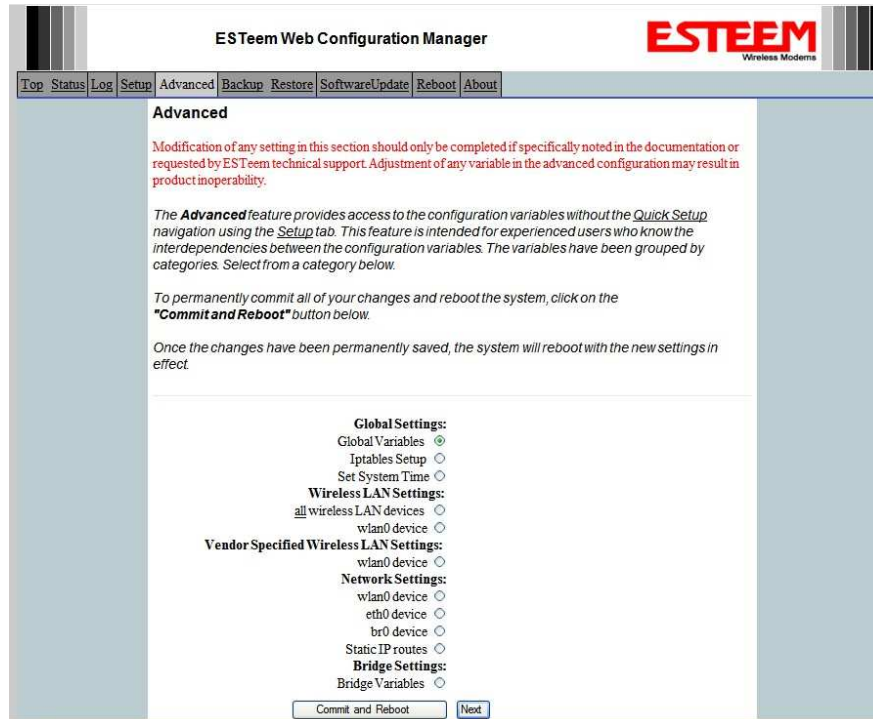 ESTeem Web Configuration Manager
ESTEEM
Wireless Modems
Top Status Log Setup Advanced Backup Restore SoftwareUpdate Reboot About
Advanced
Modification of any setting in this section should only be completed if specifically noted in the documentation or
requested by ESTeem technical support. Adjustment of any variable in the advanced configuration may result in
product inoperability.
The Advanced feature provides access to the configuration variables without the Quick Setup
navigation using the Setup tab. This feature is intended for experienced users who know the
interdependencies between the configuration variables. The variables have been grouped by
categories. Select from a category below.
To permanently commit all of your changes and reboot the system, click on the
"Commit and Reboot" button below.
Once the changes have been permanently saved, the system will reboot with the new settings in
effect.
Global Settings:
Global Variables
Iptables Setup
Set System Time
Wireless LAN Settings:
all wireless LAN devices
wlan0 device
Vendor Specified Wireless LAN Settings:
wlan0 device
Network Settings:
wlan0 device
eth0 device
br0 device
Static IP routes
Bridge Settings:
Bridge Variables
Commit and Reboot Next